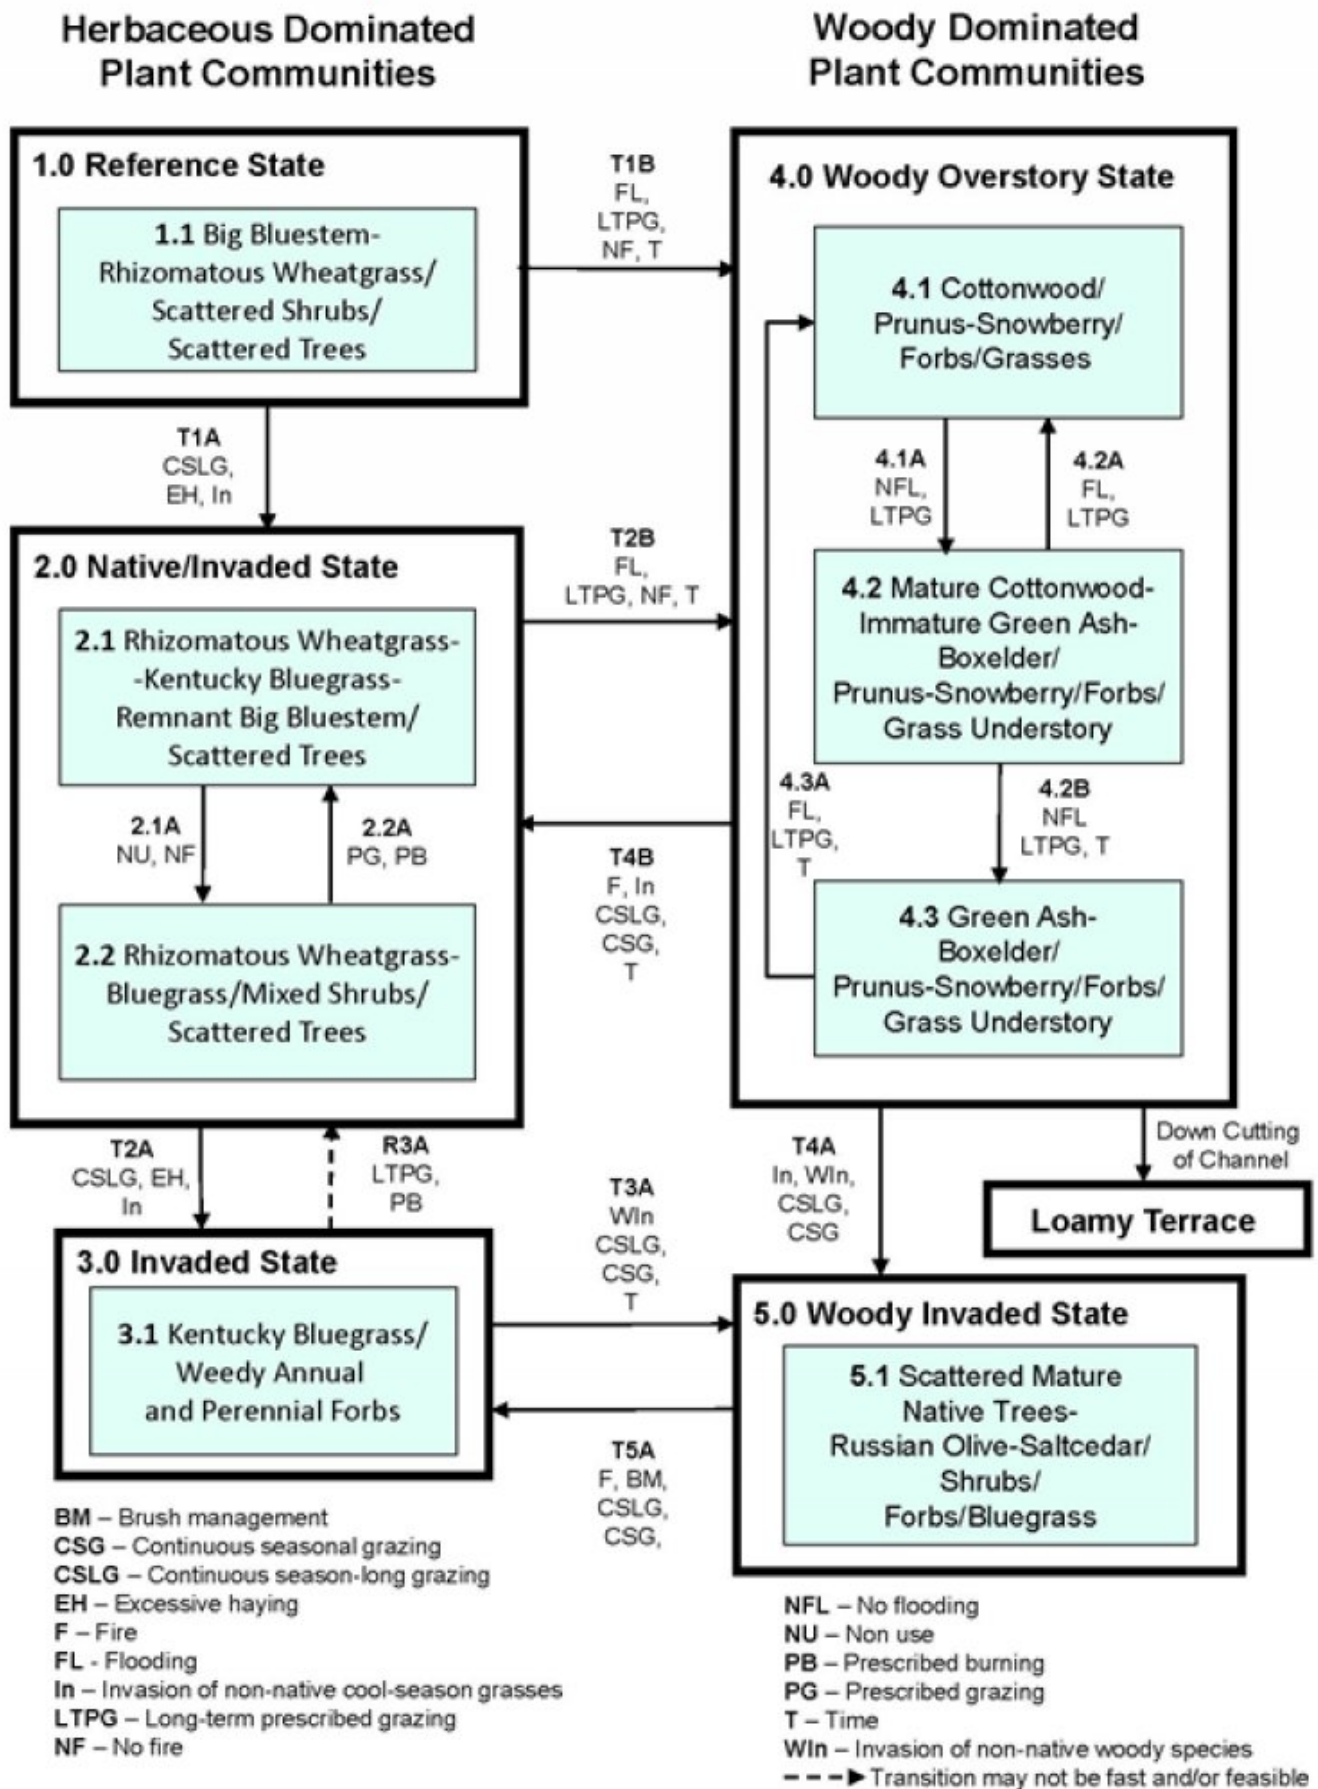 Herbaceous Dominated
Plant Communities
Woody Dominated
Plant Communities
1.0 Reference State
1.1 Big Bluestem-
Rhizomatous Wheatgrass/
Scattered Shrubs/
Scattered Trees
T1B
FL,
LTPG,
NF, T
4.0 Woody Overstory State
4.1 Cottonwood/
Prunus-Snowberry/
Forbs/Grasses
T1A
CSLG,
EH, In
4.1A
NFL,
LTPG
4.2A
FL,
LTPG
2.0 Native/Invaded State
2.1 Rhizomatous Wheatgrass-
-Kentucky Bluegrass-
Remnant Big Bluestem/
Scattered Trees
T2B
FL,
LTPG, NF, T
4.2 Mature Cottonwood-
Immature Green Ash-
Boxelder/
Prunus-Snowberry/Forbs/
Grass Understory
2.1A
NU, NF
2.2A
PG, PB
T4B
F, In
CSLG,
CSG,
T
4.3A
FL,
LTPG,
T
4.2B
NFL
LTPG, T
2.2 Rhizomatous Wheatgrass-
Bluegrass/Mixed Shrubs/
Scattered Trees
4.3 Green Ash-
Boxelder/
Prunus-Snowberry/Forbs/
Grass Understory
T2A
CSLG, EH,
In
R3A
LTPG,
PB
T3A
WIn
CSLG,
CSG,
T
T4A
In, WIn,
CSLG,
CSG
Down Cutting
of Channel
Loamy Terrace
3.0 Invaded State
3.1 Kentucky Bluegrass/
Weedy Annual
and Perennial Forbs
5.0 Woody Invaded State
5.1 Scattered Mature
Native Trees-
Russian Olive-Saltcedar/
Shrubs/
Forbs/Bluegrass
T5A
F, BM,
CSLG,
CSG,
BM – Brush management
CSG – Continuous seasonal grazing
CSLG – Continuous season-long grazing
EH – Excessive haying
F – Fire
FL - Flooding
In – Invasion of non-native cool-season grasses
LTPG – Long-term prescribed grazing
NF – No fire
NFL – No flooding
NU – Non use
PB – Prescribed burning
PG – Prescribed grazing
T – Time
WIn – Invasion of non-native woody species
Transition may not be fast and/or feasible